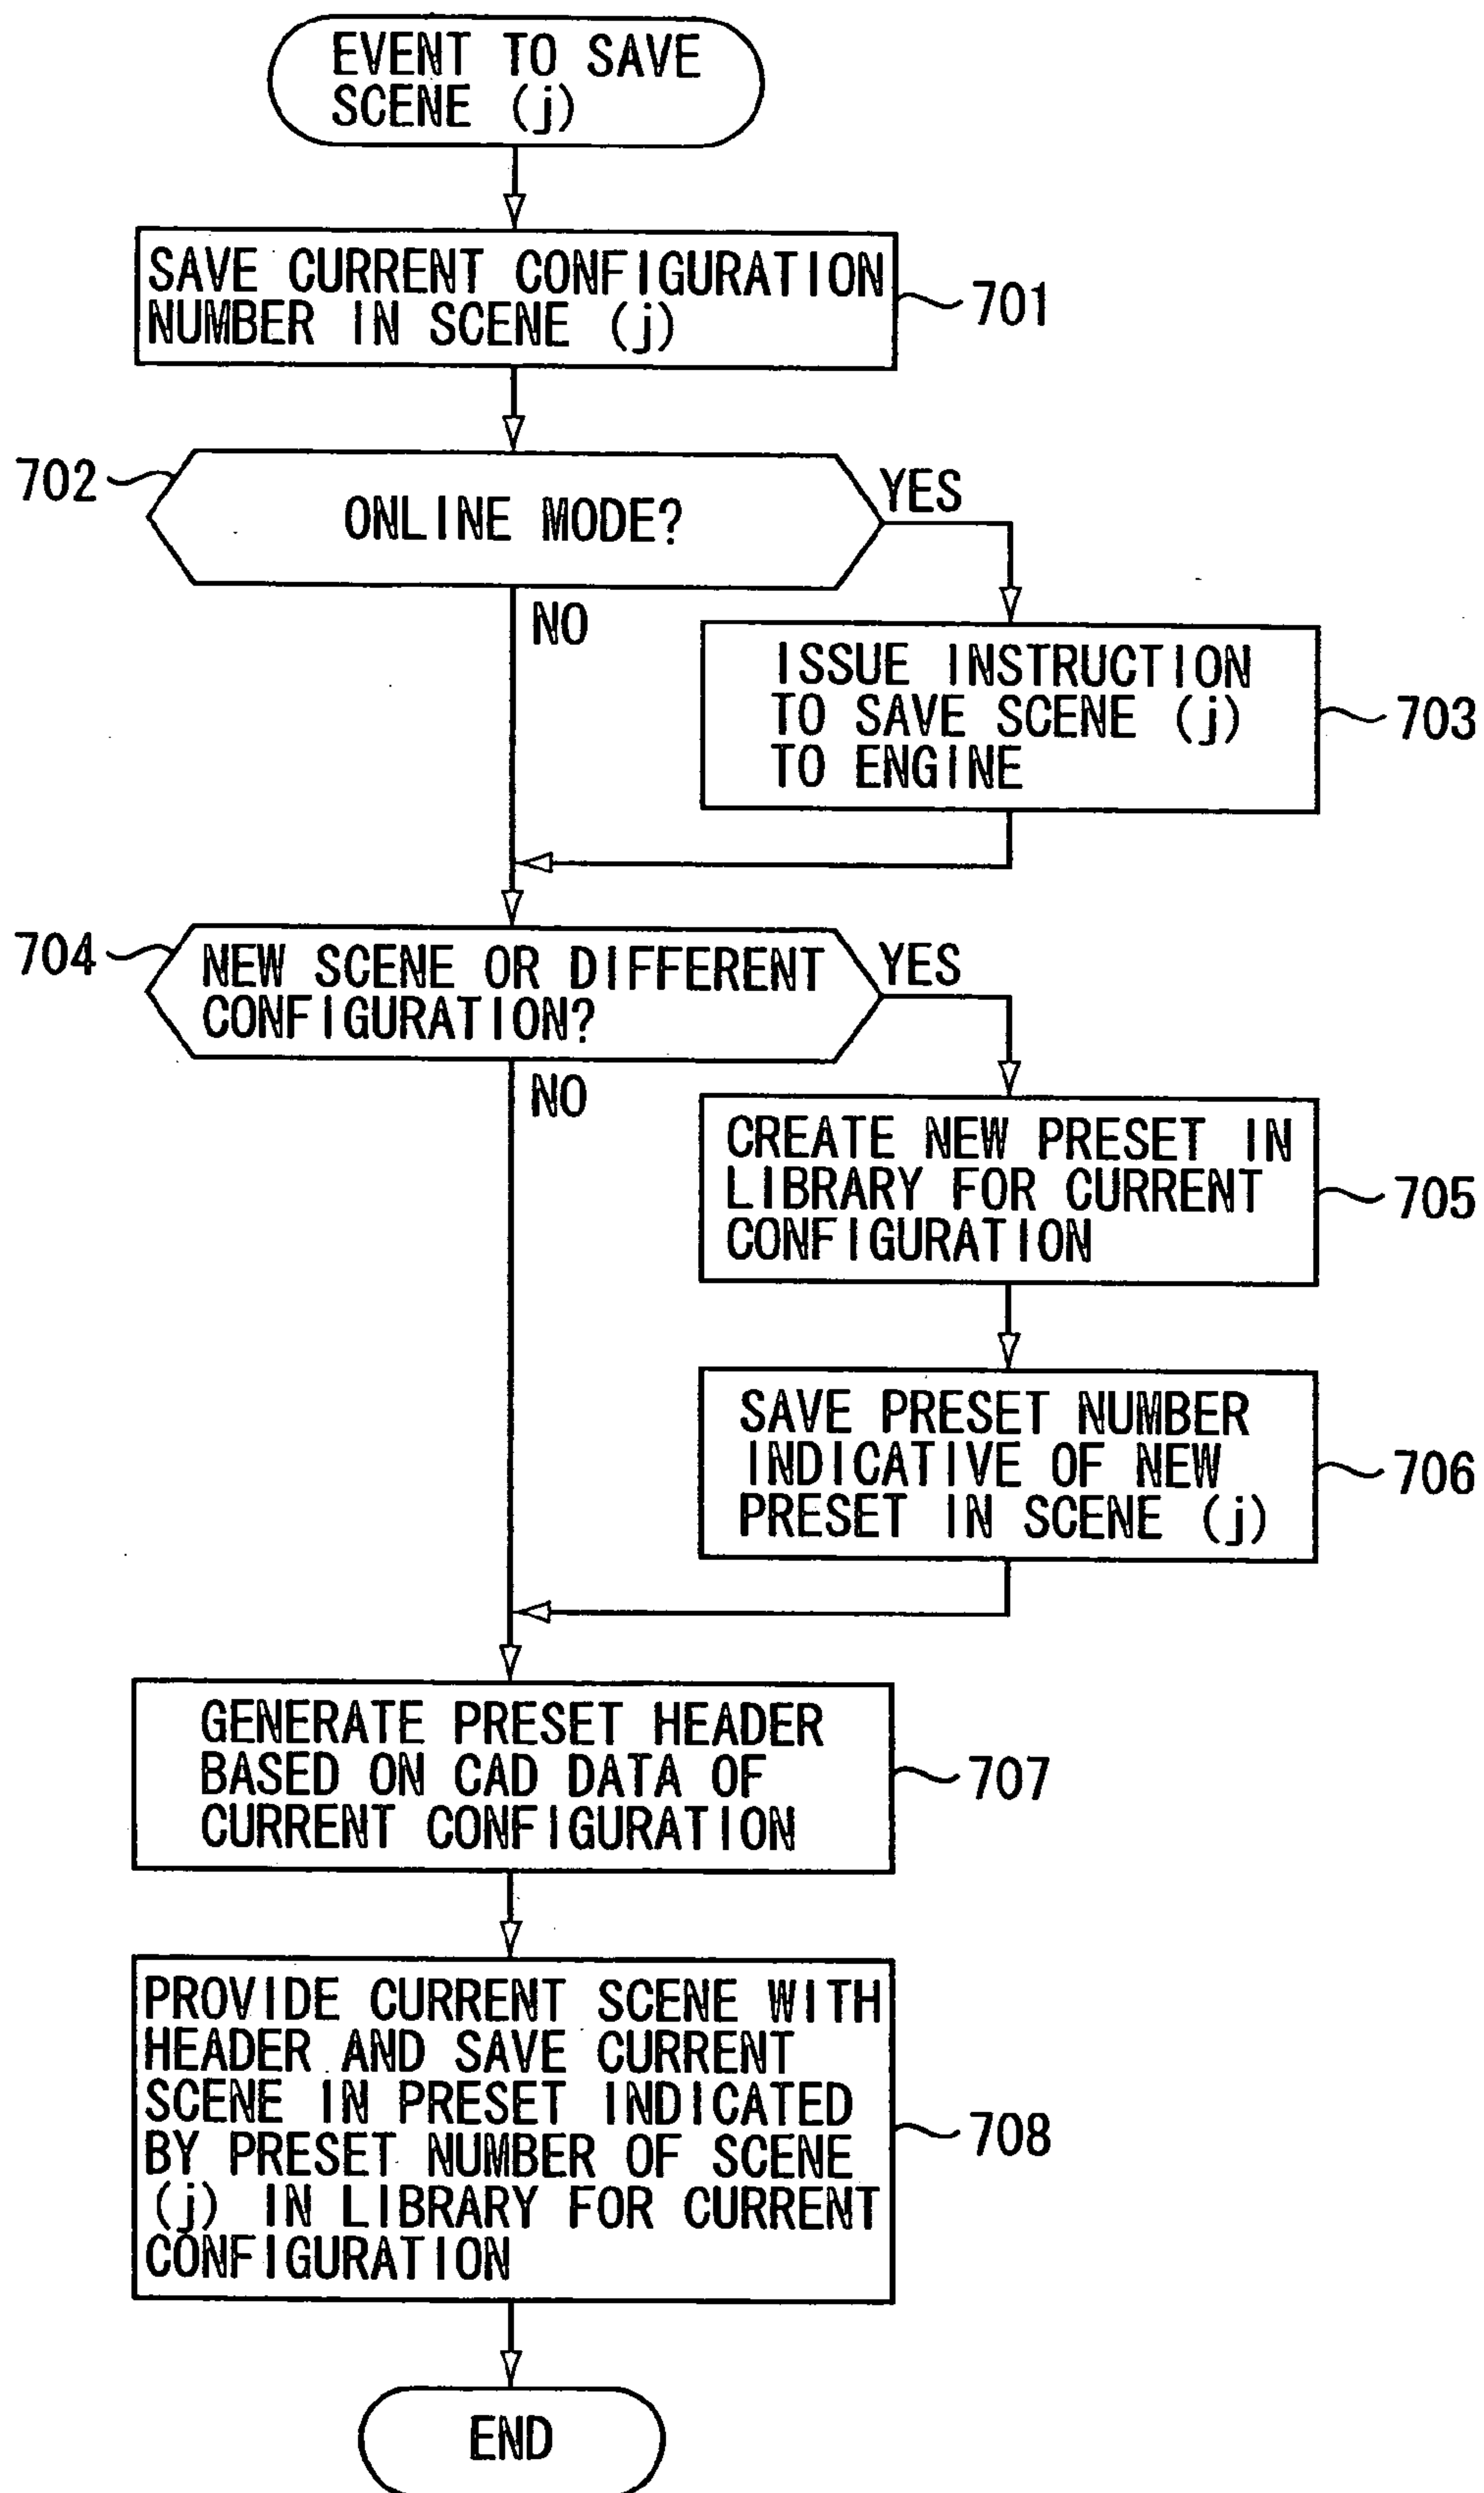 EVENT TO SAVE
SCENE (j)
SAVE CURRENT CONFIGURATION
NUMBER IN SCENE (j)
701
702
ONLINE MODE?
YES
NO
ISSUE INSTRUCTION
TO SAVE SCENE (j)
TO ENGINE
703
704
NEW SCENE OR DIFFERENT
CONFIGURATION?
YES
NO
CREATE NEW PRESET IN
LIBRARY FOR CURRENT
CONFIGURATION
705
SAVE PRESET NUMBER
INDICATIVE OF NEW
PRESET IN SCENE (j)
706
GENERATE PRESET HEADER
BASED ON CAD DATA OF
CURRENT CONFIGURATION
707
PROVIDE CURRENT SCENE WITH
HEADER AND SAVE CURRENT
SCENE IN PRESET INDICATED
BY PRESET NUMBER OF SCENE
(j) IN LIBRARY FOR CURRENT
CONFIGURATION
708
END